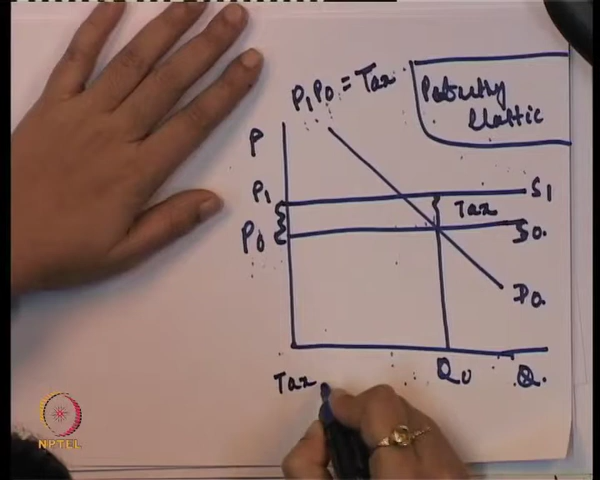 P1P0 = Tax
Perfectly
Elastic
P
P1
S1
Tax
P0
S0.
D0.
Q0
Q.
Tax
NPTEL